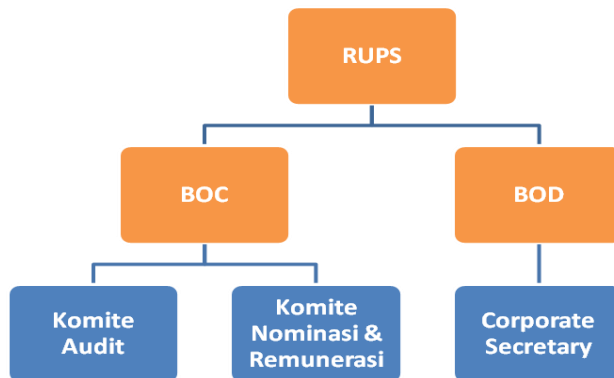 RUPS
BOC
BOD
Komite
Audit
Komite
Nominasi &
Remunerasi
Corporate
Secretary